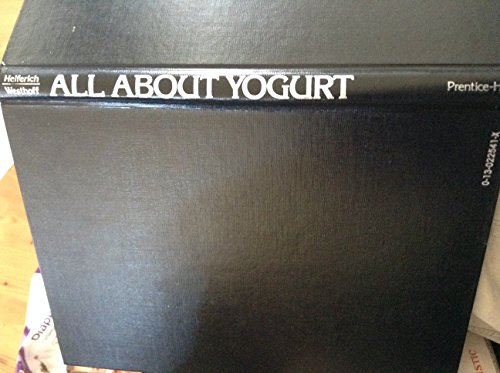 Helferich
Westhoff
ALL ABOUT YOGURT
Prentice-H
0-13-022541-X